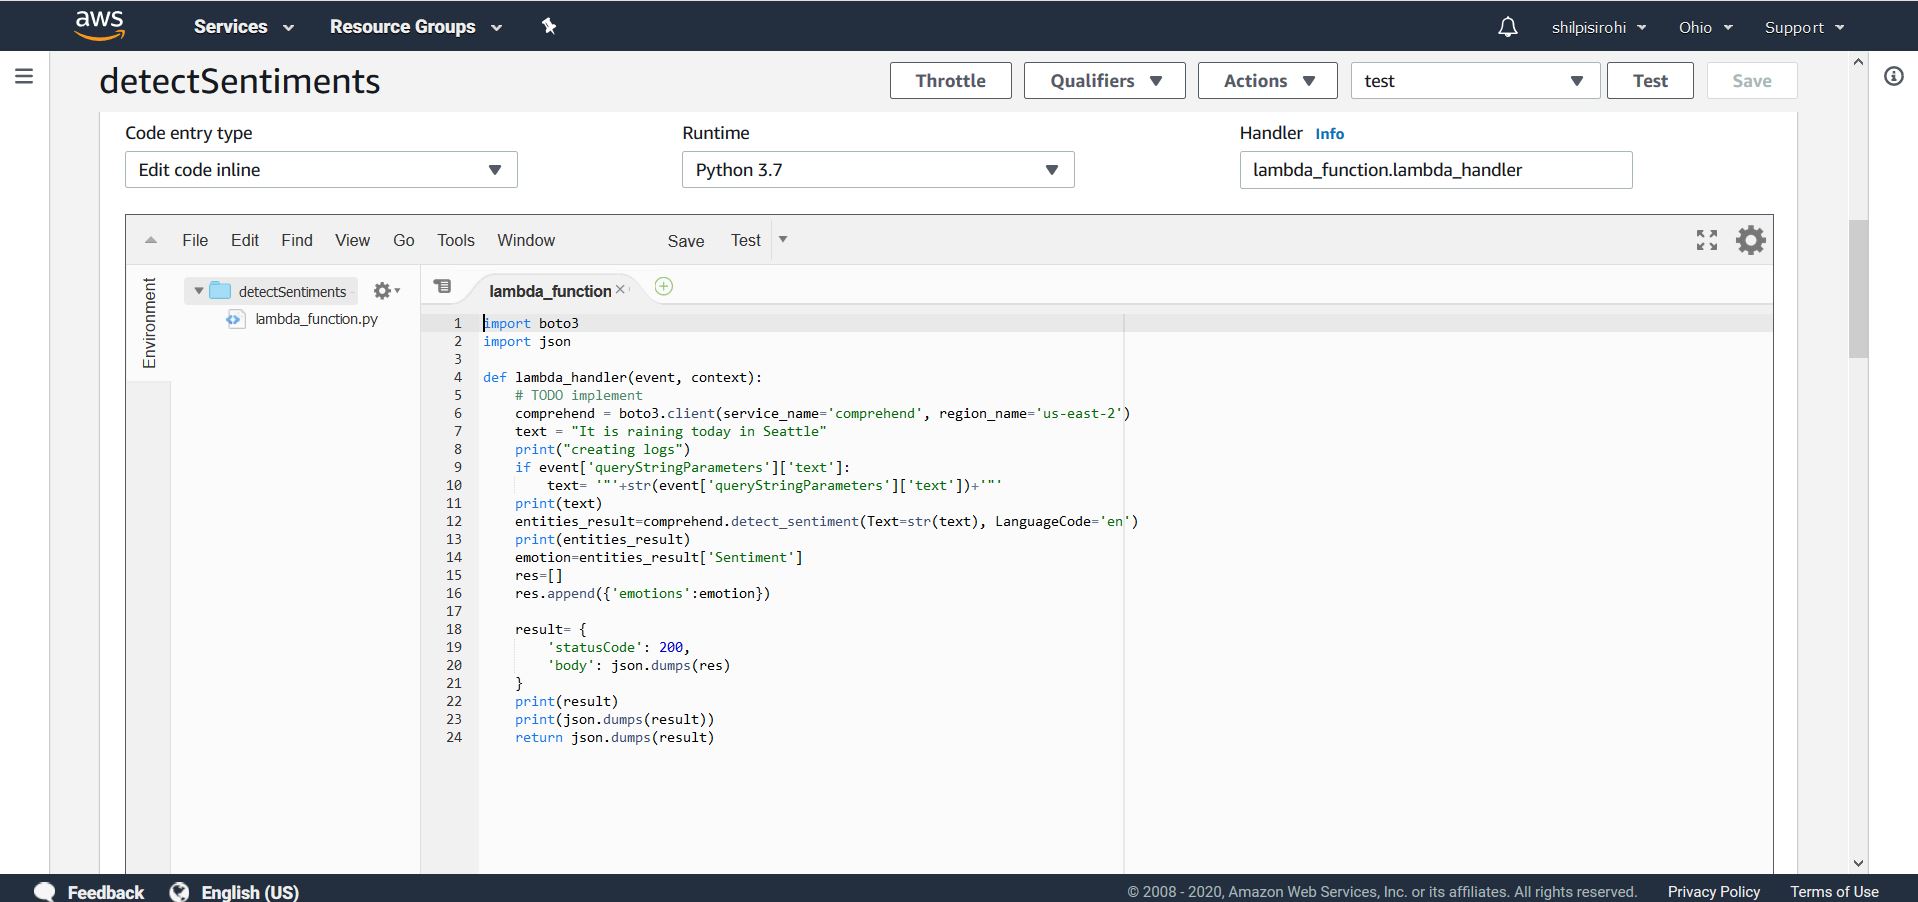 aws Services Resource Groups shilpisirohi Ohio Support
detectSentiments Throttle Qualifiers Actions test Test Save
Code entry type Runtime Handler Info
Edit code inline Python 3.7 lambda_function.lambda_handler
File Edit Find View Go Tools Window Save Test
Environment
detectSentiments
lambda_function.py
lambda_function
1 import boto3
2 import json
3
4 def lambda_handler(event, context):
5 # TODO implement
6 comprehend = boto3.client(service_name='comprehend', region_name='us-east-2')
7 text = "It is raining today in Seattle"
8 print("creating logs")
9 if event['queryStringParameters']['text']:
10 text= '"'+str(event['queryStringParameters']['text'])+'"'
11 print(text)
12 entities_result=comprehend.detect_sentiment(Text=str(text), LanguageCode='en')
13 print(entities_result)
14 emotion=entities_result['Sentiment']
15 res=[]
16 res.append({'emotions':emotion})
17
18 result= {
19 'statusCode': 200,
20 'body': json.dumps(res)
21 }
22 print(result)
23 print(json.dumps(result))
24 return json.dumps(result)
Feedback English (US) © 2008 - 2020, Amazon Web Services, Inc. or its affiliates. All rights reserved. Privacy Policy Terms of Use